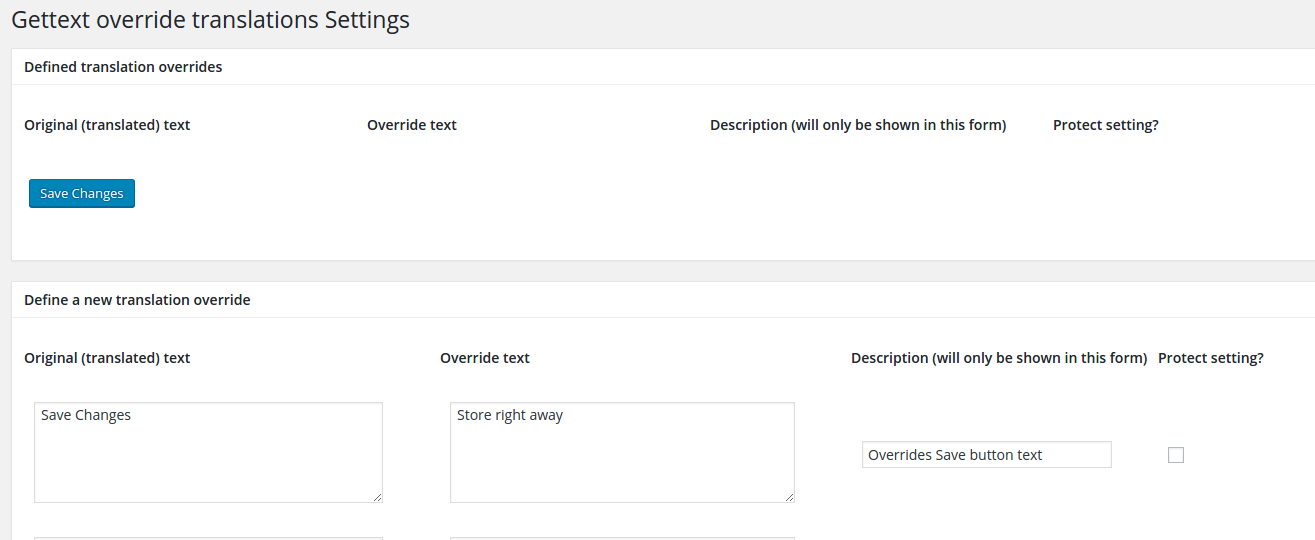 Gettext override translations Settings
Defined translation overrides
Original (translated) text Override text Description (will only be shown in this form) Protect setting?
Save Changes
Define a new translation override
Original (translated) text Override text Description (will only be shown in this form) Protect setting?
Save Changes Store right away
Overrides Save button text